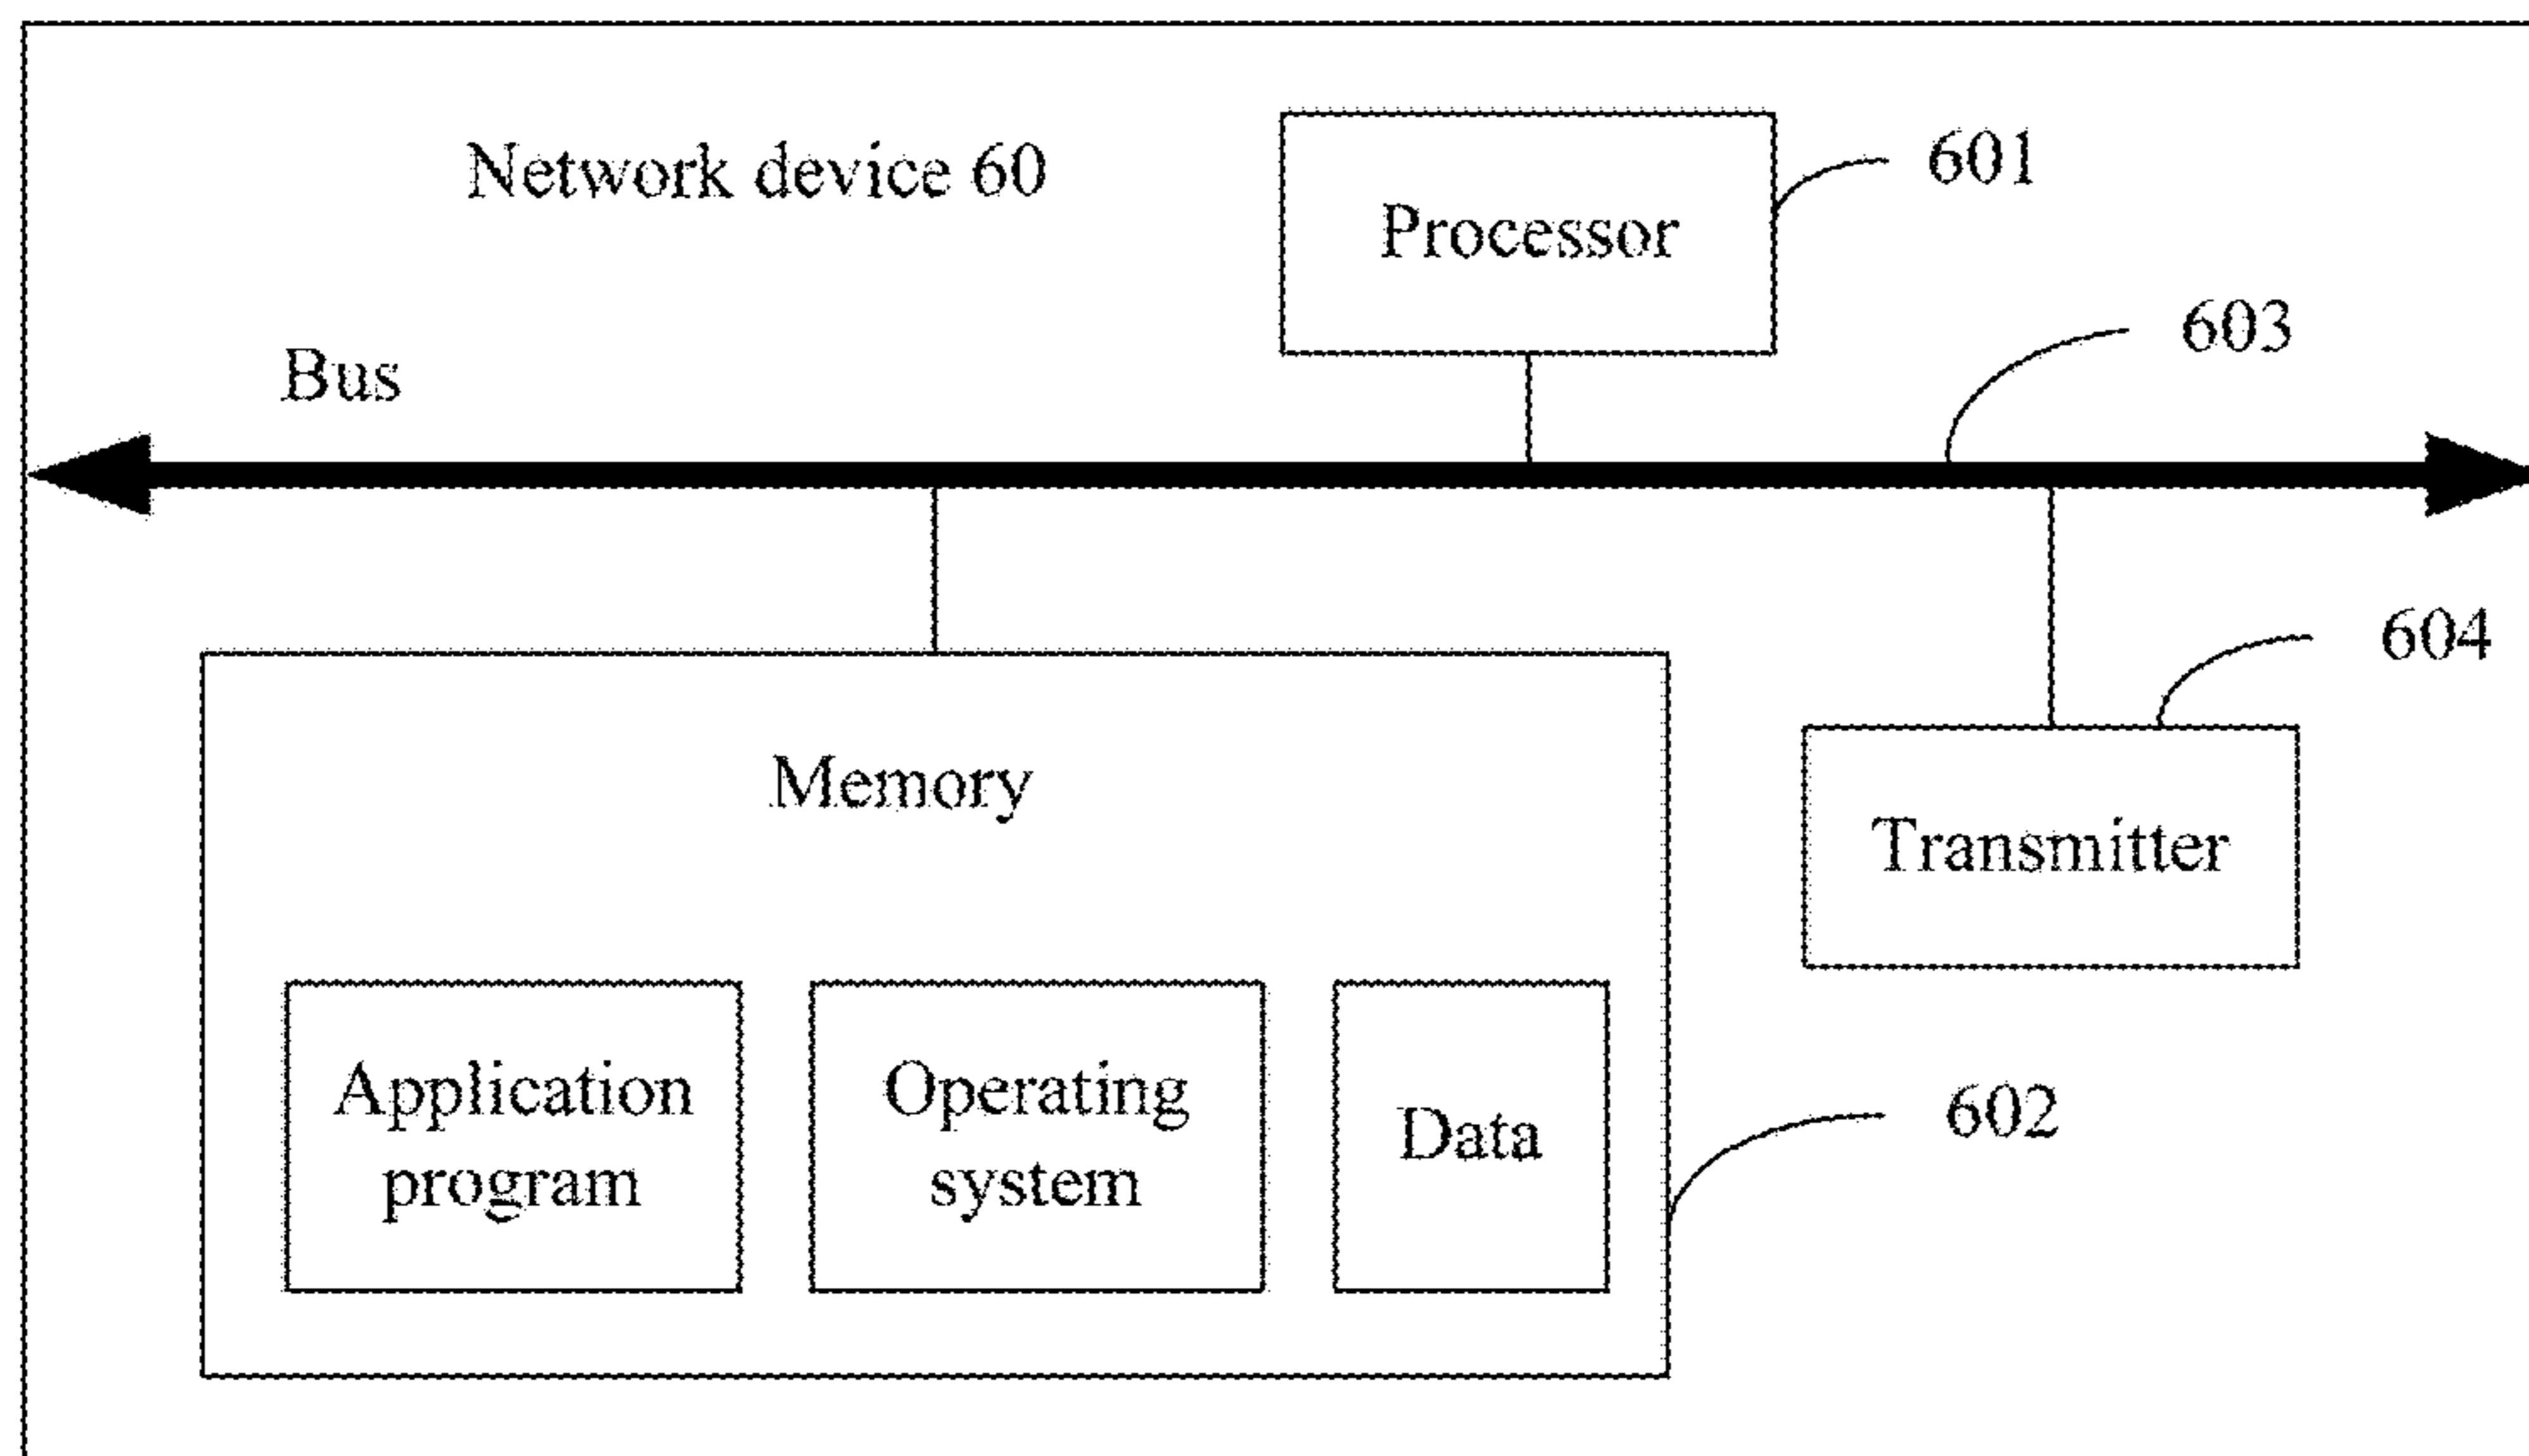 Network device 60
Processor
601
Bus
603
604
Memory
Transmitter
Application
program
Operating
system
Data
602